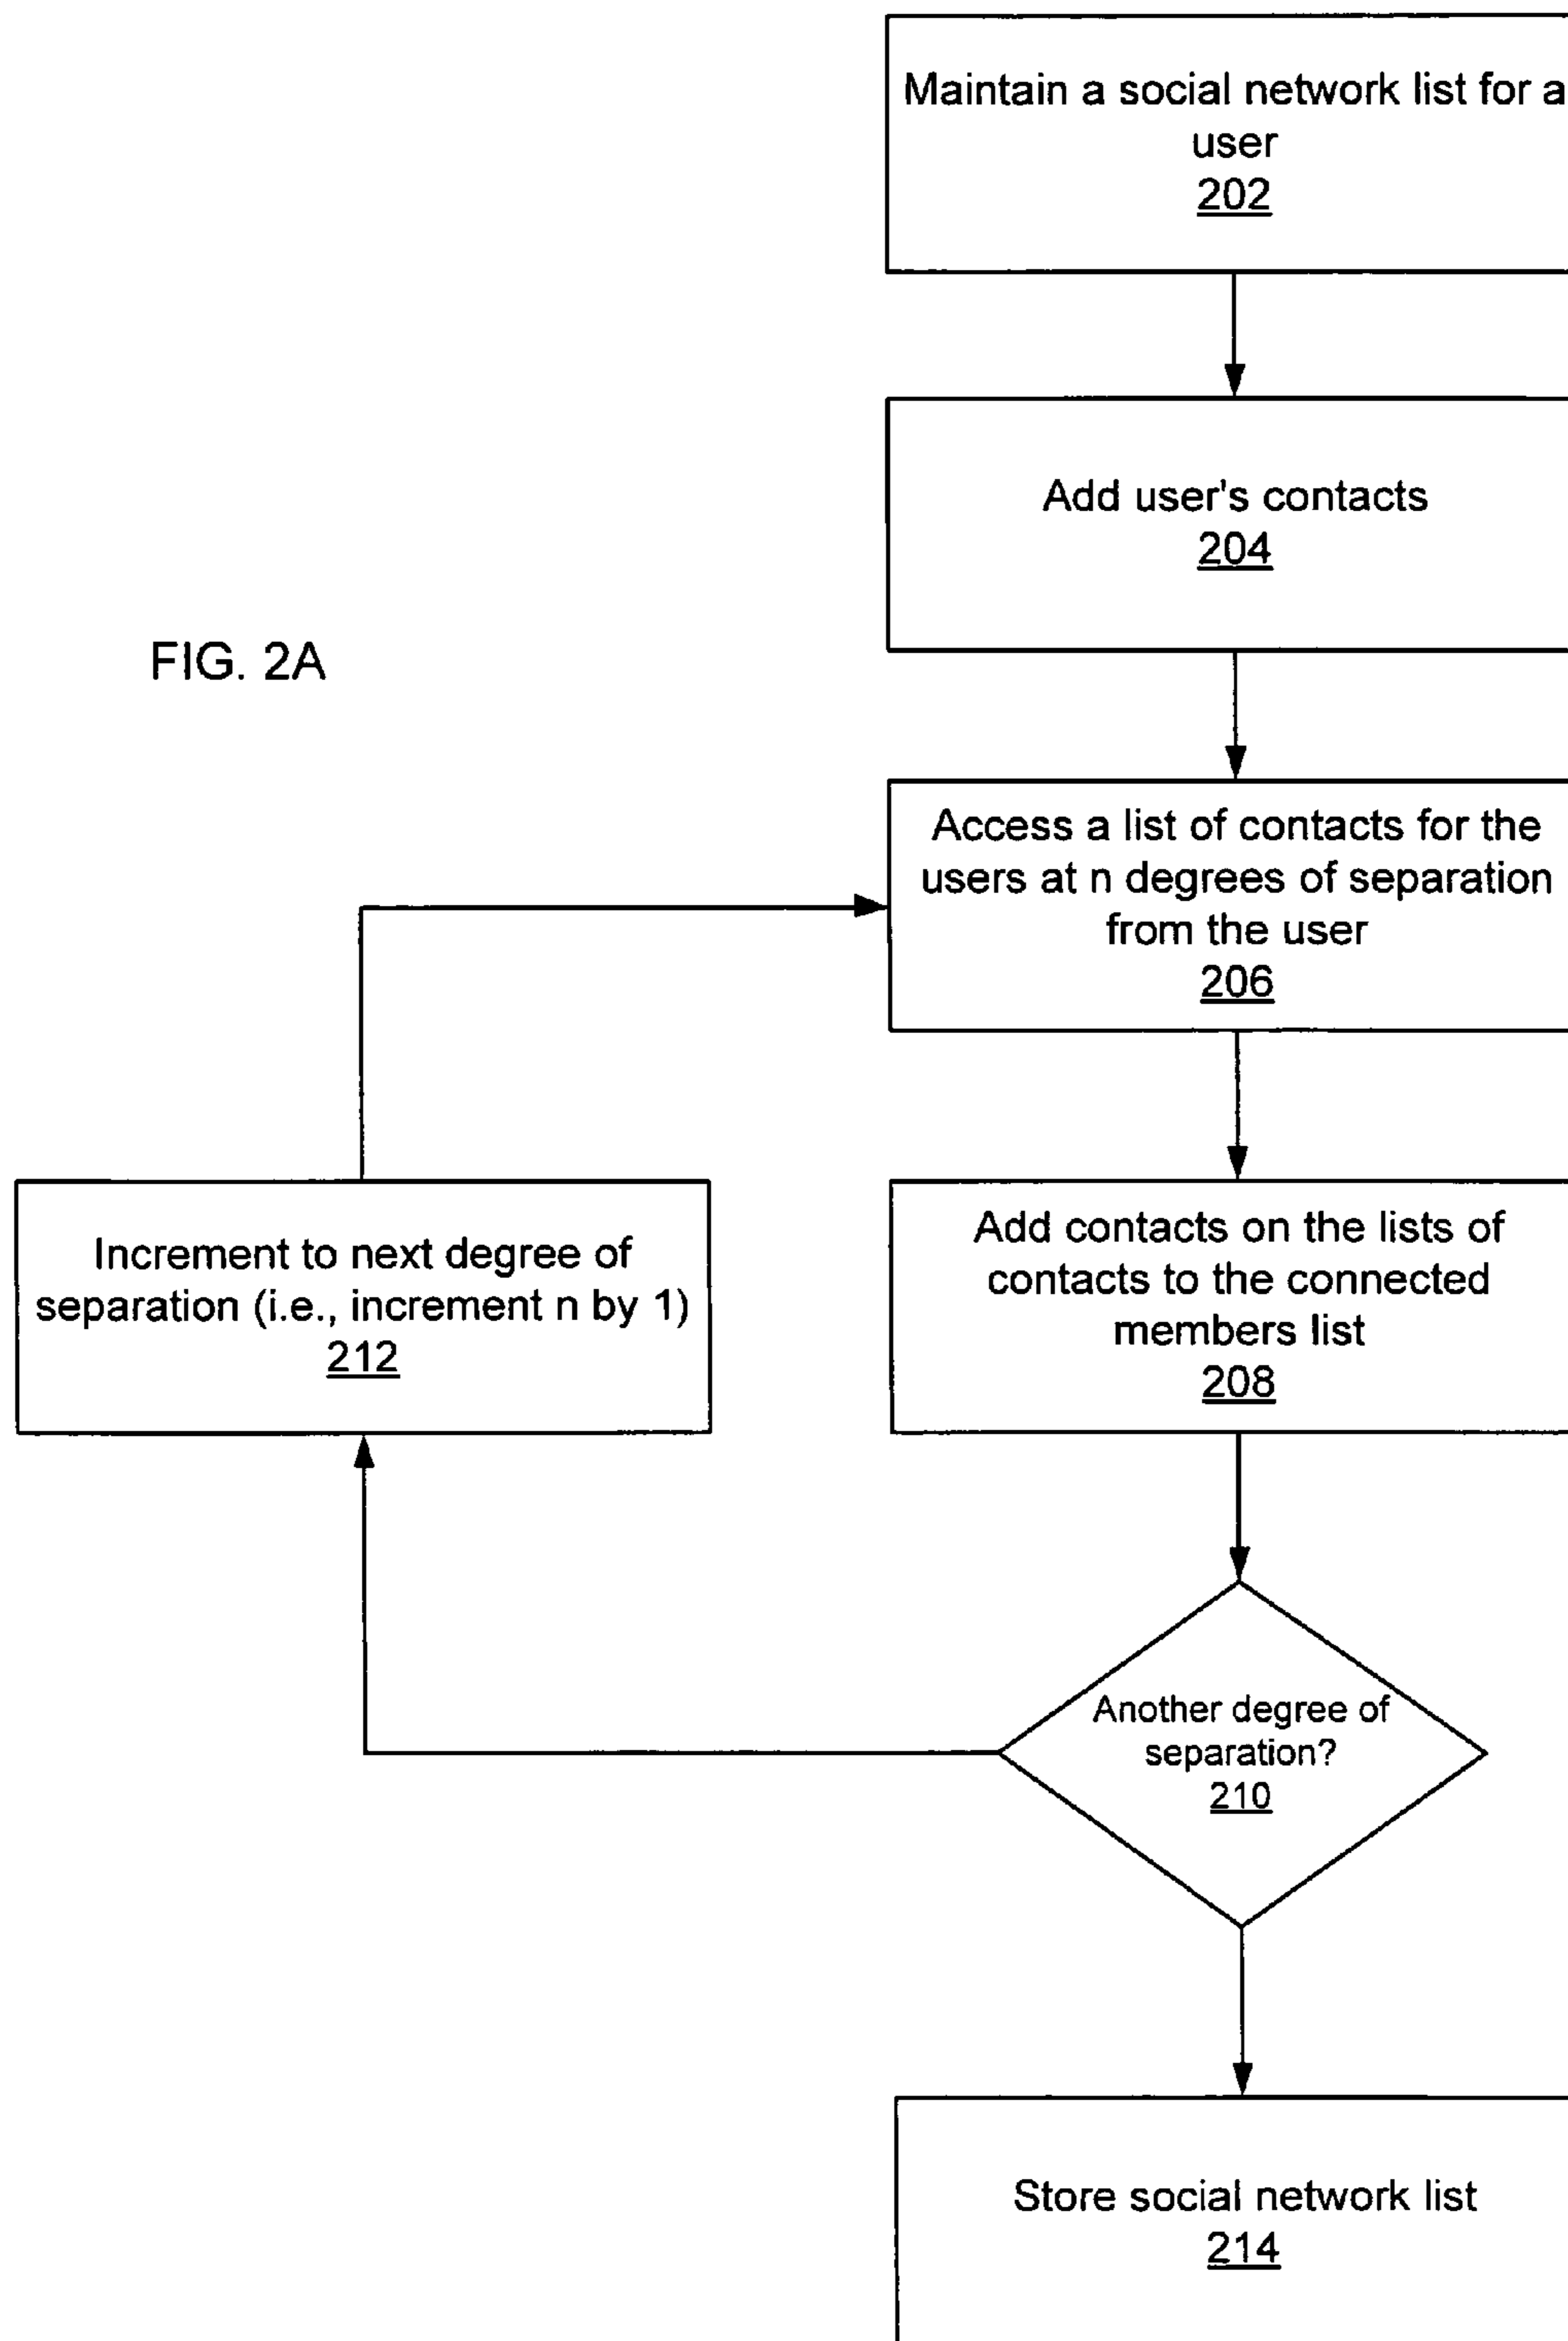 Maintain a social network list for a
user
202
Add user's contacts
204
FIG. 2A
Access a list of contacts for the
users at n degrees of separation
from the user
206
Increment to next degree of
separation (i.e., increment n by 1)
212
Add contacts on the lists of
contacts to the connected
members list
208
Another degree of
separation?
210
Store social network list
214